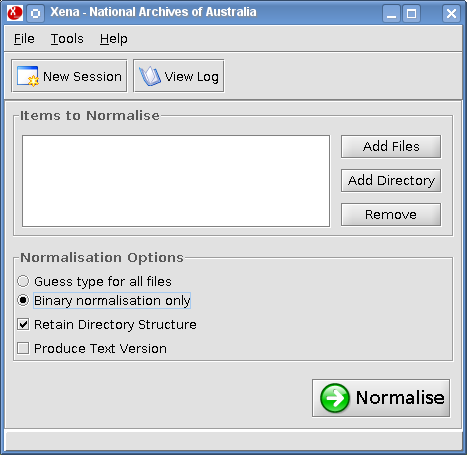 Xena - National Archives of Australia
File Tools Help
New Session View Log
Items to Normalise
Add Files
Add Directory
Remove
Normalisation Options
Guess type for all files
Binary normalisation only
Retain Directory Structure
Produce Text Version
Normalise